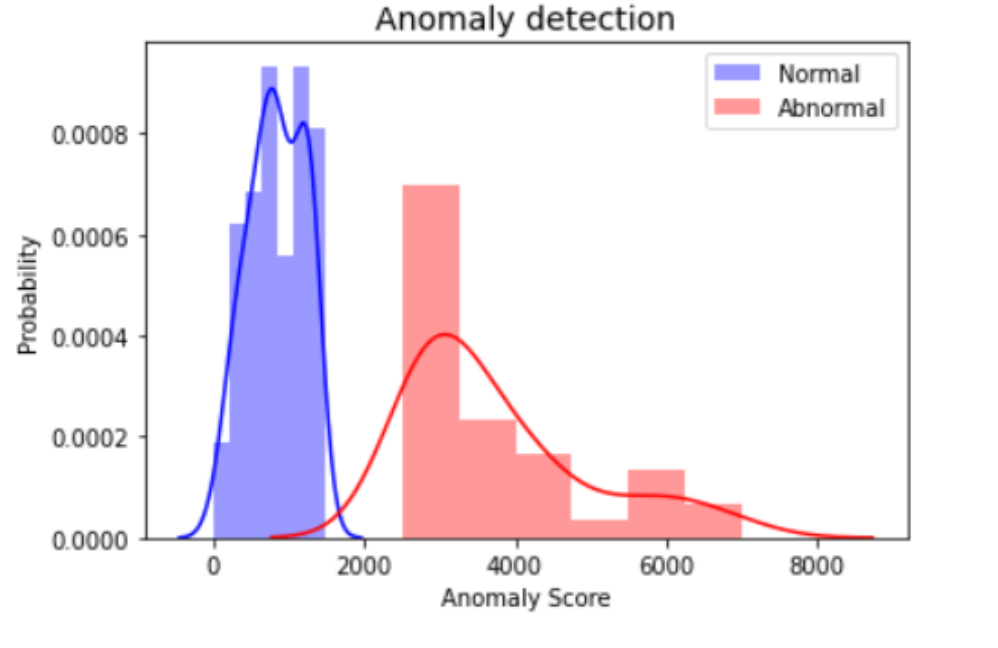 Anomaly detection
Normal
Abnormal
0.0008
0.0006
0.0004
0.0002
0.0000
Probability
0 2000 4000 6000 8000
Anomaly Score